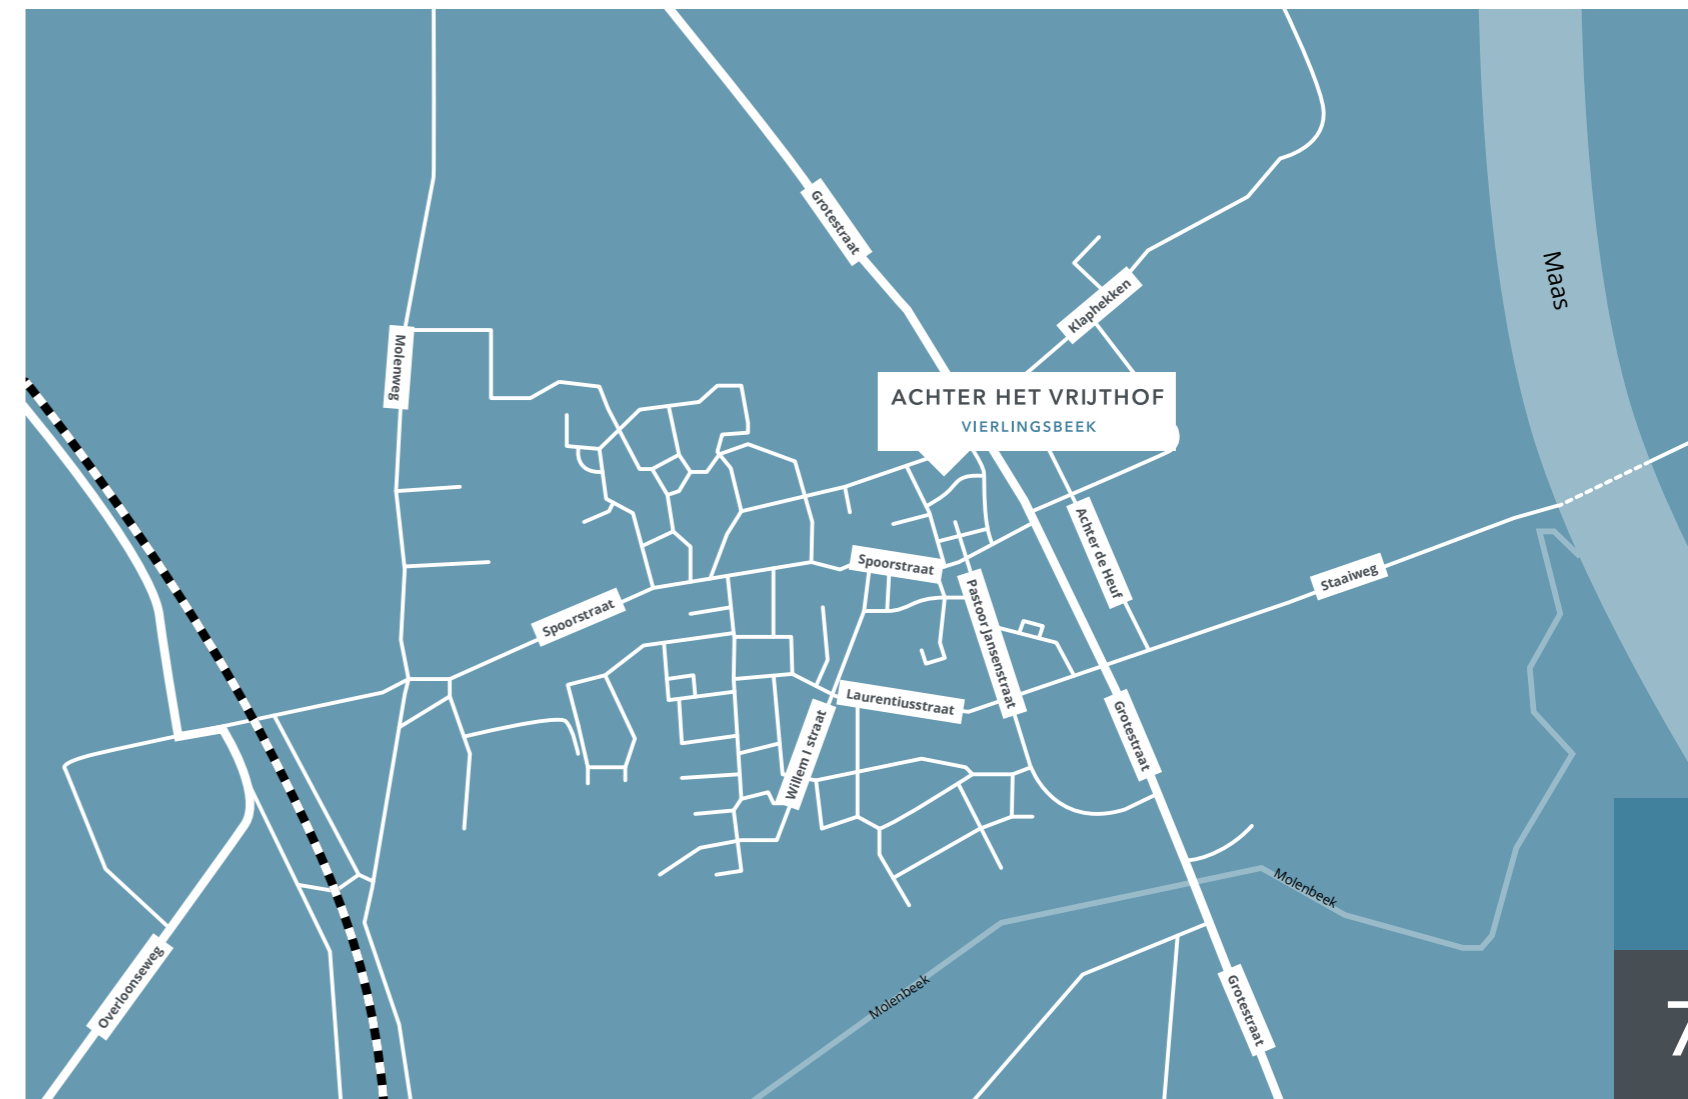 Grotestraat
Maas
Klaphekken
Molenweg
ACHTER HET VRIJTHOF
VIERLINGSBEEK
Achter de Heuf
Spoorstraat
Staaiweg
Spoorstraat
Pastoor Jansenstraat
Laurentiusstraat
Grotestraat
Willem I straat
Molenbeek
Overloonseweg
Molenbeek
Grotestraat
7